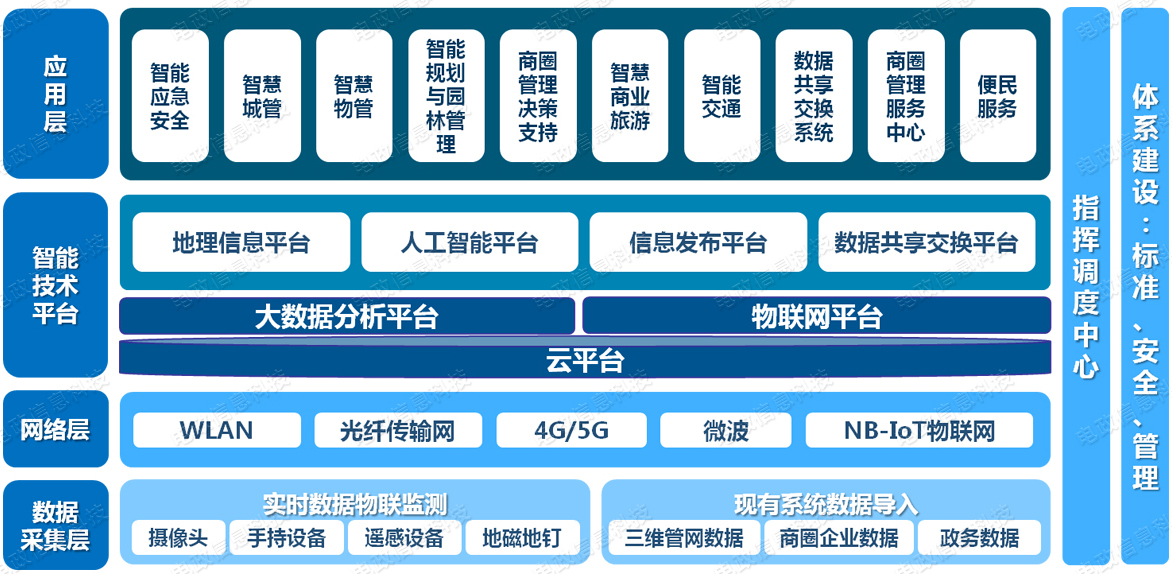 应
用
层
智能
应急
安全
智慧
城管
智慧
物管
智能
规划
与园
林管
理
商圈
管理
决策
支持
智慧
商业
旅游
智能
交通
数据
共享
交换
系统
商圈
管理
服务
中心
便民
服务
智能
技术
平台
地理信息平台
人工智能平台
信息发布平台
数据共享交换平台
大数据分析平台
物联网平台
云平台
网络层
WLAN
光纤传输网
4G/5G
微波
NB-IoT物联网
数据
采集层
实时数据物联监测
摄像头
手持设备
遥感设备
地磁地钉
现有系统数据导入
三维管网数据
商圈企业数据
政务数据
指挥调度中心
体系建设：标准、安全、管理
电政信息科技